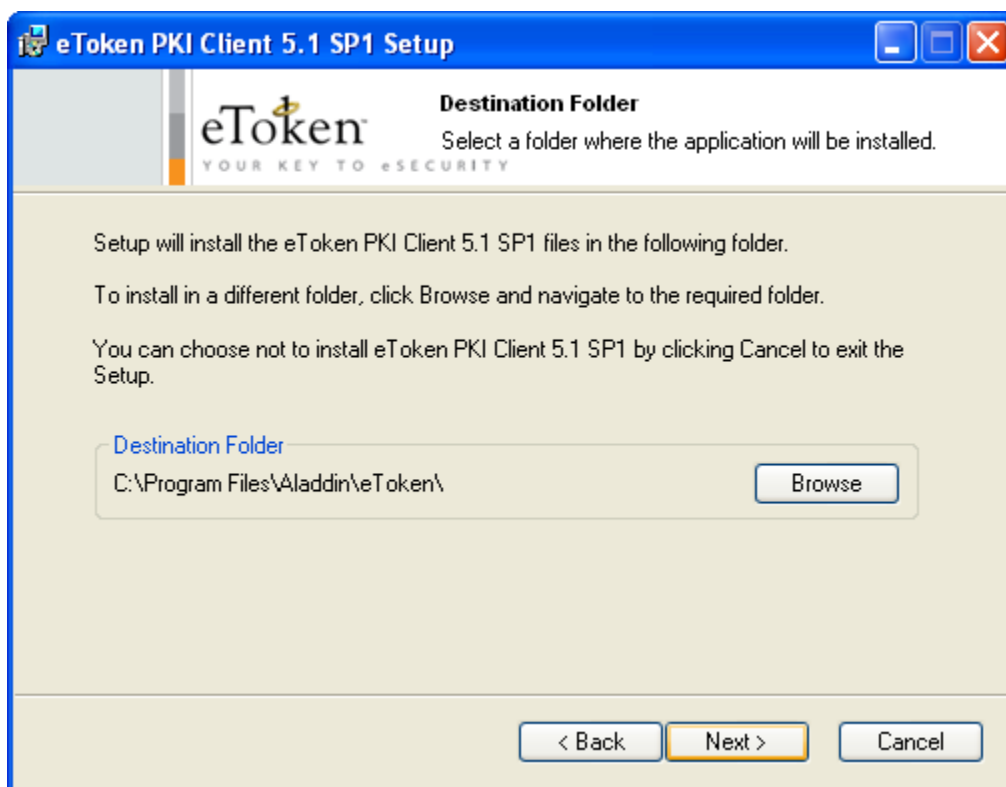 eToken PKI Client 5.1 SP1 Setup
eToken
YOUR KEY TO eSECURITY
Destination Folder
Select a folder where the application will be installed.
Setup will install the eToken PKI Client 5.1 SP1 files in the following folder.
To install in a different folder, click Browse and navigate to the required folder.
You can choose not to install eToken PKI Client 5.1 SP1 by clicking Cancel to exit the
Setup.
Destination Folder
C:\Program Files\Aladdin\eToken\
Browse
< Back
Next >
Cancel